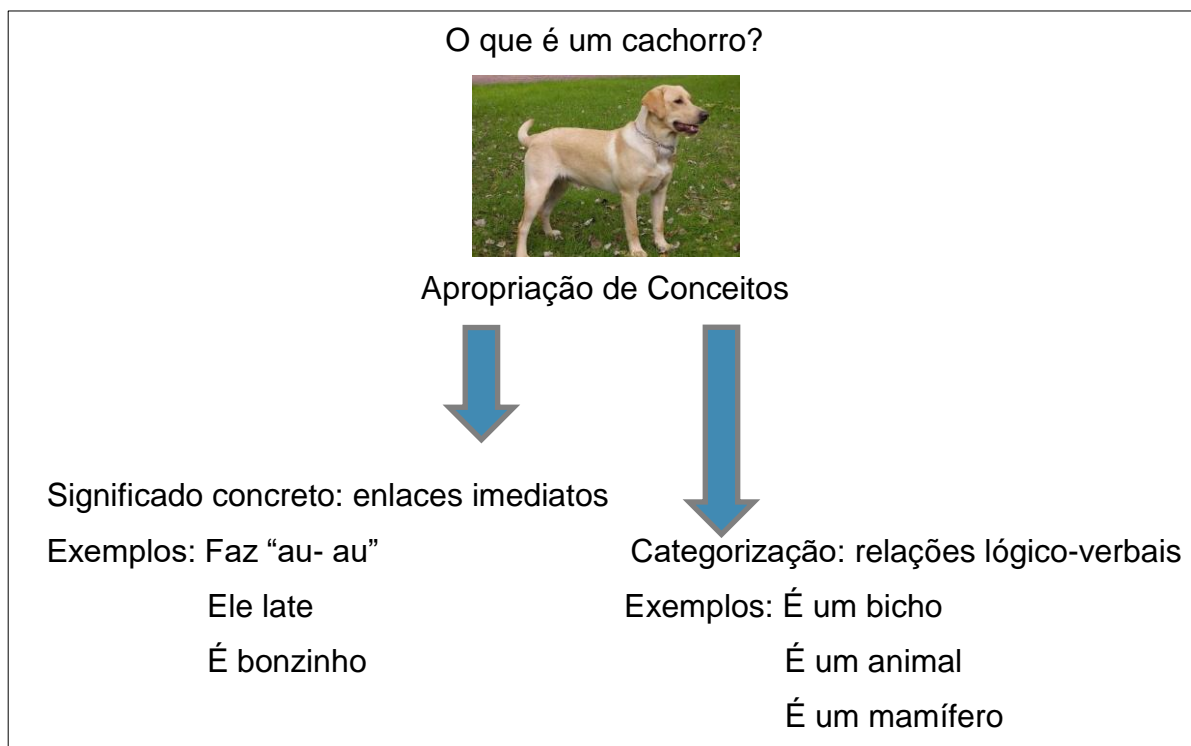 O que é um cachorro?
Apropriação de Conceitos
Significado concreto: enlaces imediatos
Exemplos: Faz “au- au”
Ele late
É bonzinho
Categorização: relações lógico-verbais
Exemplos: É um bicho
É um animal
É um mamífero